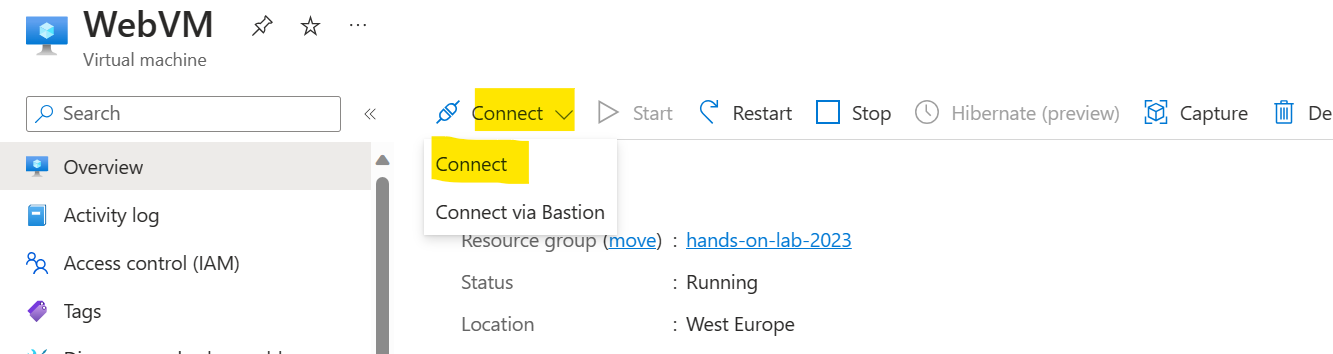 WebVM
Virtual machine
Search
Connect Start Restart Stop Hibernate (preview) Capture De
Overview
Connect
Activity log
Connect via Bastion
Resource group (move) : hands-on-lab-2023
Access control (IAM)
Status : Running
Tags
Location : West Europe